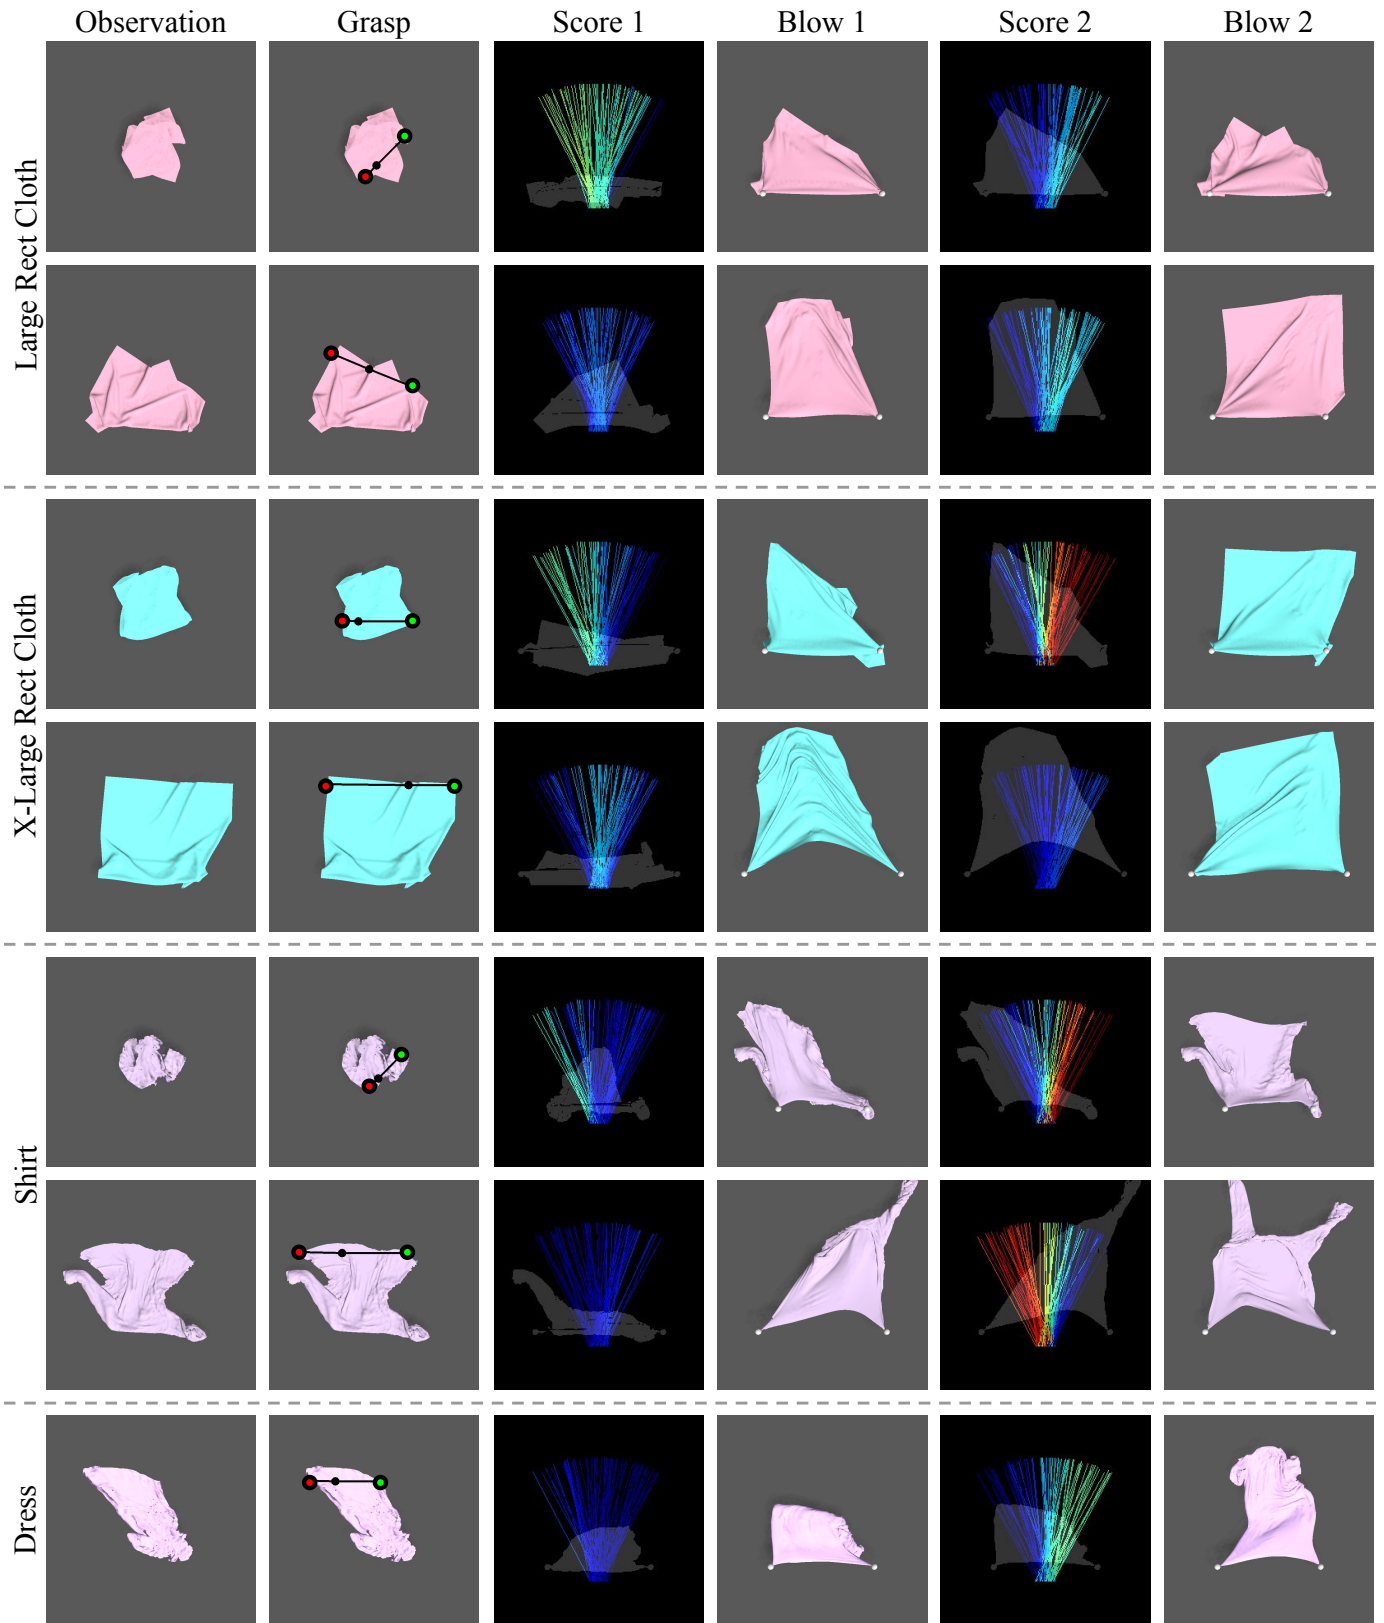 Observation
Grasp
Score 1
Blow 1
Score 2
Blow 2
Large Rect Cloth
X-Large Rect Cloth
Shirt
Dress